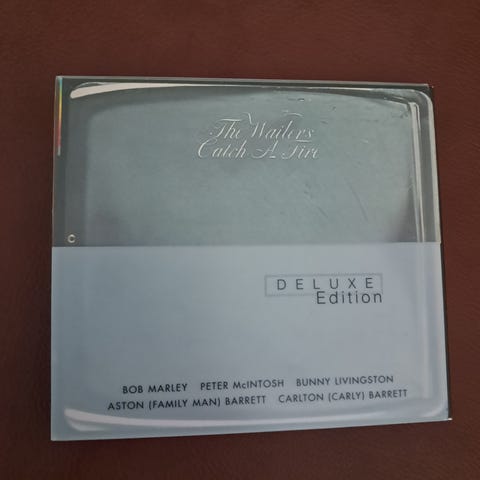 The Wailers
Catch A Fire
DELUXE
Edition
BOB MARLEY PETER McINTOSH BUNNY LIVINGSTON
ASTON (FAMILY MAN) BARRETT CARLTON (CARLY) BARRETT